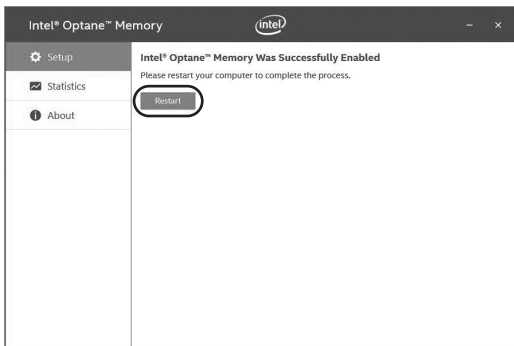 Intel® Optane™ Memory
intel
Setup
Statistics
About
Intel® Optane™ Memory Was Successfully Enabled
Please restart your computer to complete the process.
Restart